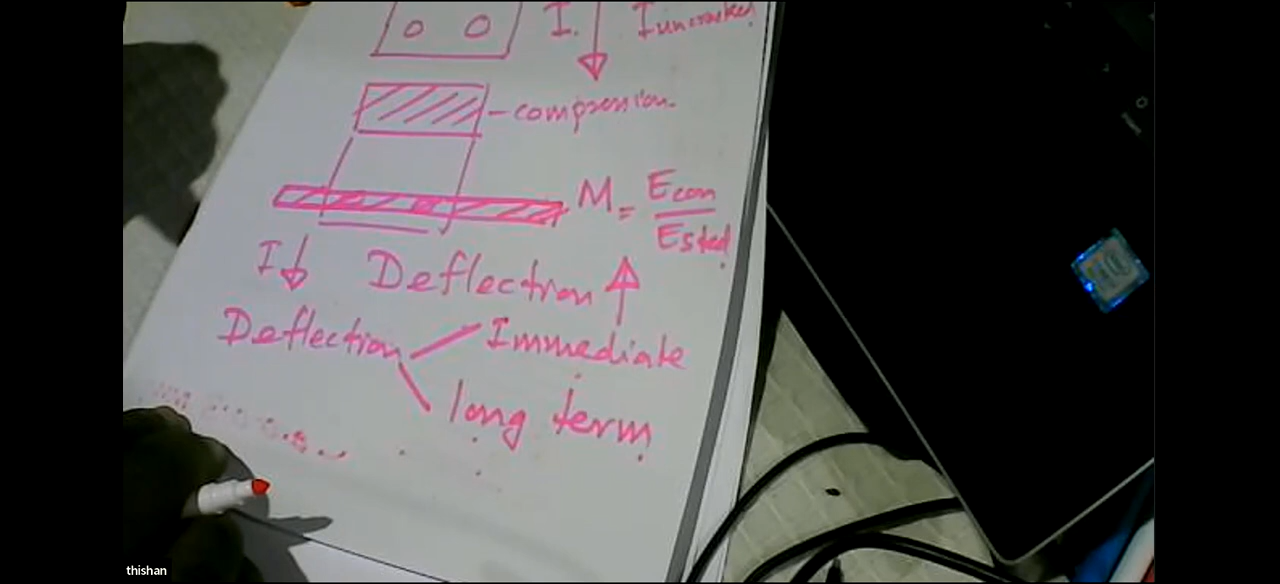 O O I. Iuncracked
compression.
M = Econ
Esteel
I Deflection
Deflection Immediate
long term
thishan